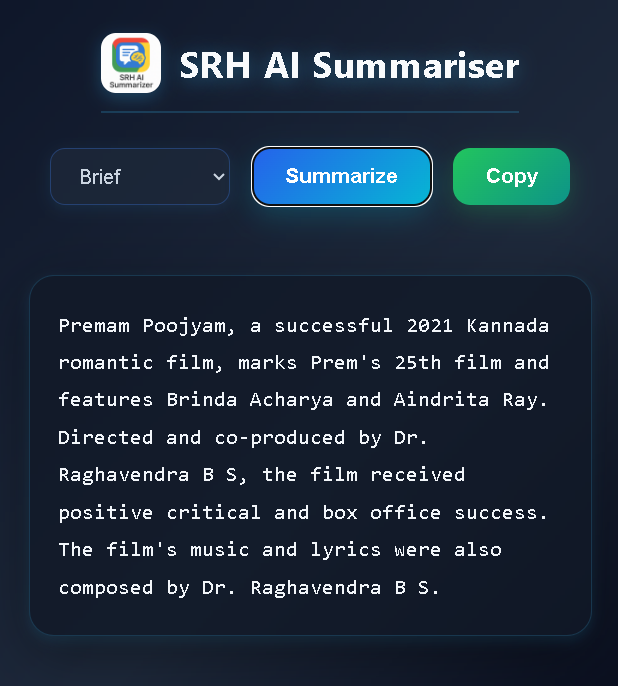 SRH AI
Summarizer
SRH AI Summariser
Brief
Summarize
Copy
Premam Poojyam, a successful 2021 Kannada
romantic film, marks Prem's 25th film and
features Brinda Acharya and Aindrita Ray.
Directed and co-produced by Dr.
Raghavendra B S, the film received
positive critical and box office success.
The film's music and lyrics were also
composed by Dr. Raghavendra B S.